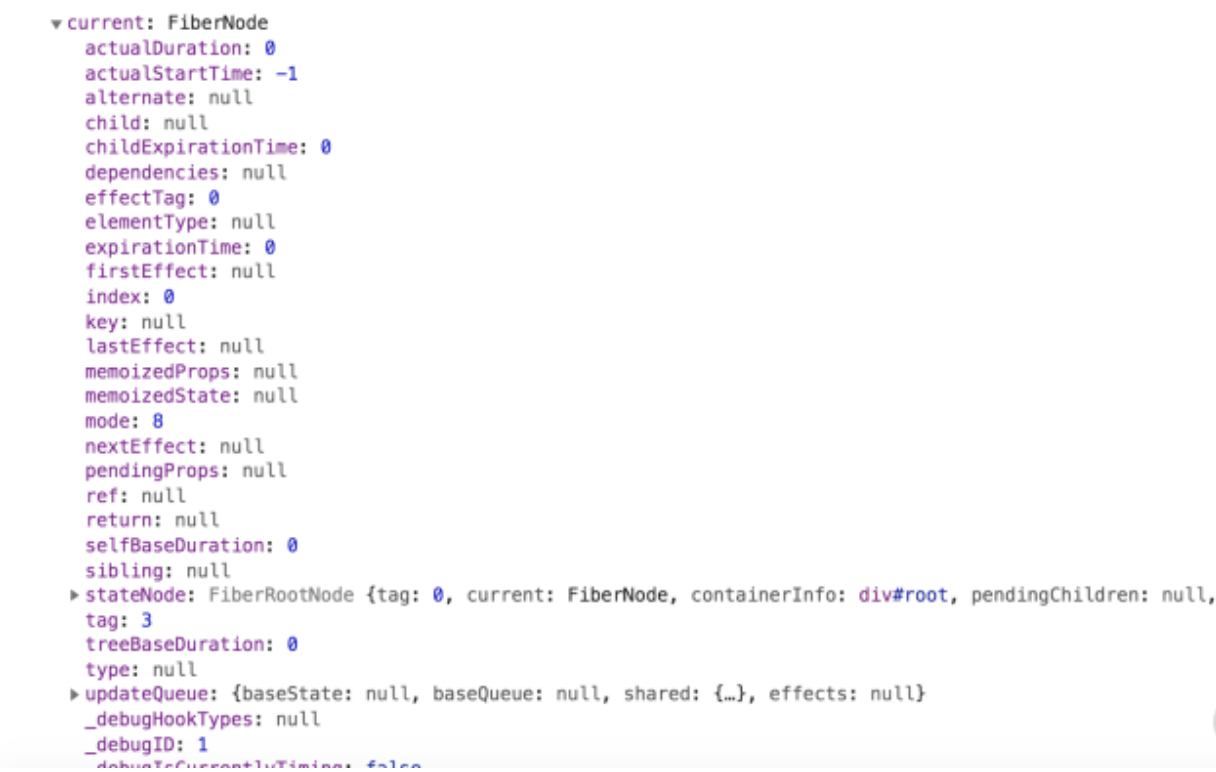 ▼current: FiberNode
actualDuration: 0
actualStartTime: -1
alternate: null
child: null
childExpirationTime: 0
dependencies: null
effectTag: 0
elementType: null
expirationTime: 0
firstEffect: null
index: 0
key: null
lastEffect: null
memoizedProps: null
memoizedState: null
mode: 8
nextEffect: null
pendingProps: null
ref: null
return: null
selfBaseDuration: 0
sibling: null
▶stateNode: FiberRootNode {tag: 0, current: FiberNode, containerInfo: div#root, pendingChildren: null,
tag: 3
treeBaseDuration: 0
type: null
▶updateQueue: {baseState: null, baseQueue: null, shared: {…}, effects: null}
_debugHookTypes: null
_debugID: 1
_debugIsCurrentlyTiming: false